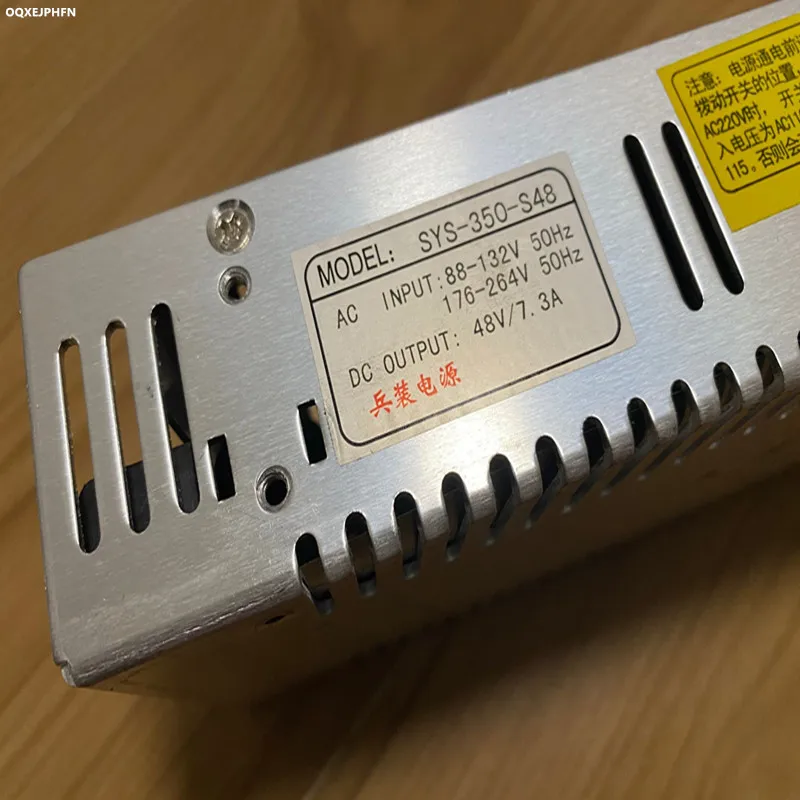 OQXEJPHFN
注意：电源通电前
拨动开关的位置
AC220V时，开
入电压为AC11
115。否则会
MODEL: SYS-350-S48
AC INPUT:88-132V 50Hz
176-264V 50Hz
DC OUTPUT: 48V/7.3A
兵装电源